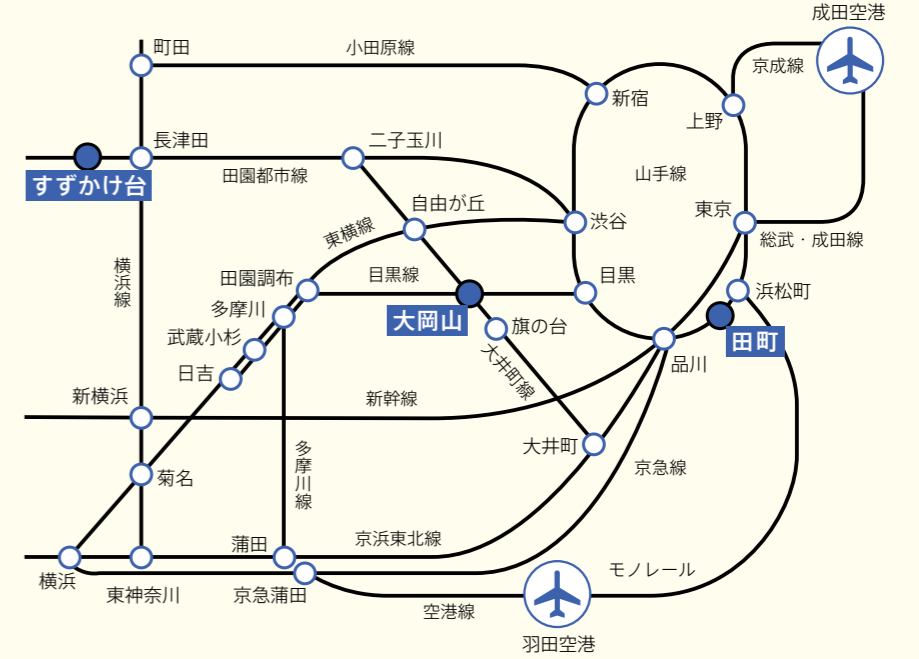 成田空港
町田
小田原線
京成線
新宿
上野
長津田
二子玉川
すずかけ台
田園都市線
山手線
自由が丘
東京
渋谷
東横線
総武・成田線
横浜線
田園調布
目黒線
目黒
浜松町
多摩川
大岡山
旗の台
武蔵小杉
田町
大井町線
日吉
品川
新横浜
新幹線
大井町
多摩川線
京急線
菊名
蒲田
京浜東北線
横浜
東神奈川
京急蒲田
モノレール
空港線
羽田空港